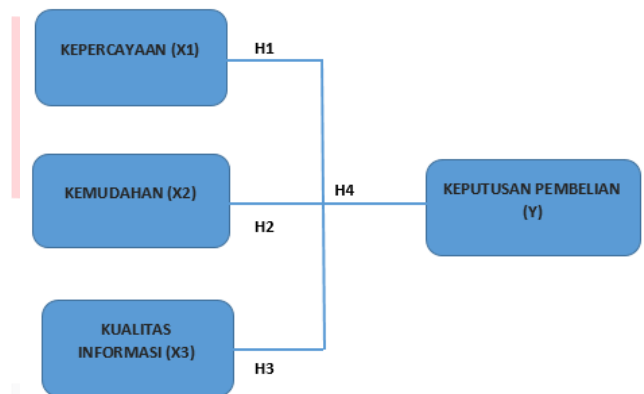 KEPERCAYAAN (X1)
H1
KEMUDAHAN (X2)
H2
H4
KEPUTUSAN PEMBELIAN
(Y)
KUALITAS
INFORMASI (X3)
H3